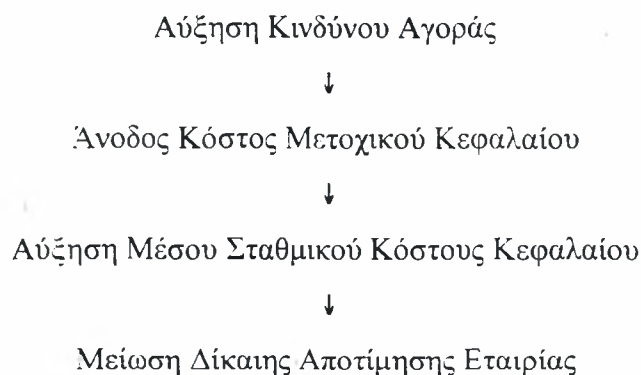 Αύξηση Κινδύνου Αγοράς
↓
Άνοδος Κόστος Μετοχικού Κεφαλαίου
↓
Αύξηση Μέσου Σταθμικού Κόστους Κεφαλαίου
↓
Μείωση Δίκαιης Αποτίμησης Εταιρίας